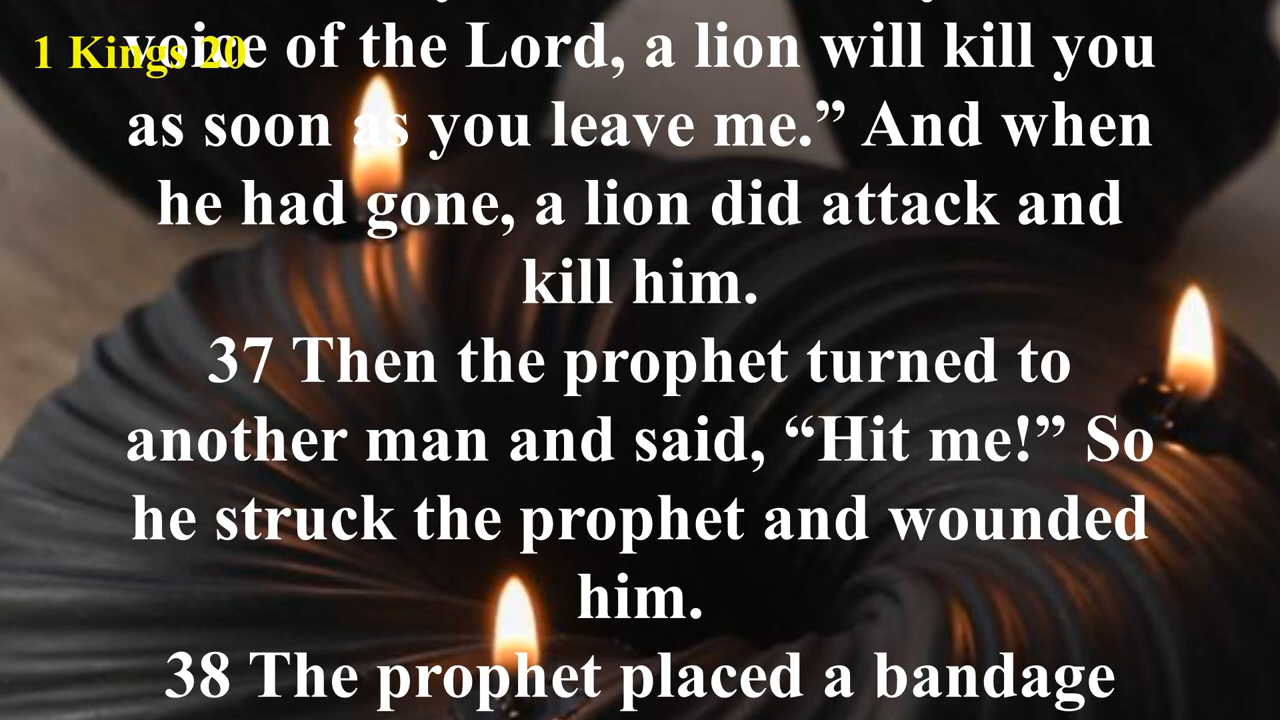 1 Kings 20
voice of the Lord, a lion will kill you
as soon as you leave me.” And when
he had gone, a lion did attack and
kill him.
37 Then the prophet turned to
another man and said, “Hit me!” So
he struck the prophet and wounded
him.
38 The prophet placed a bandage